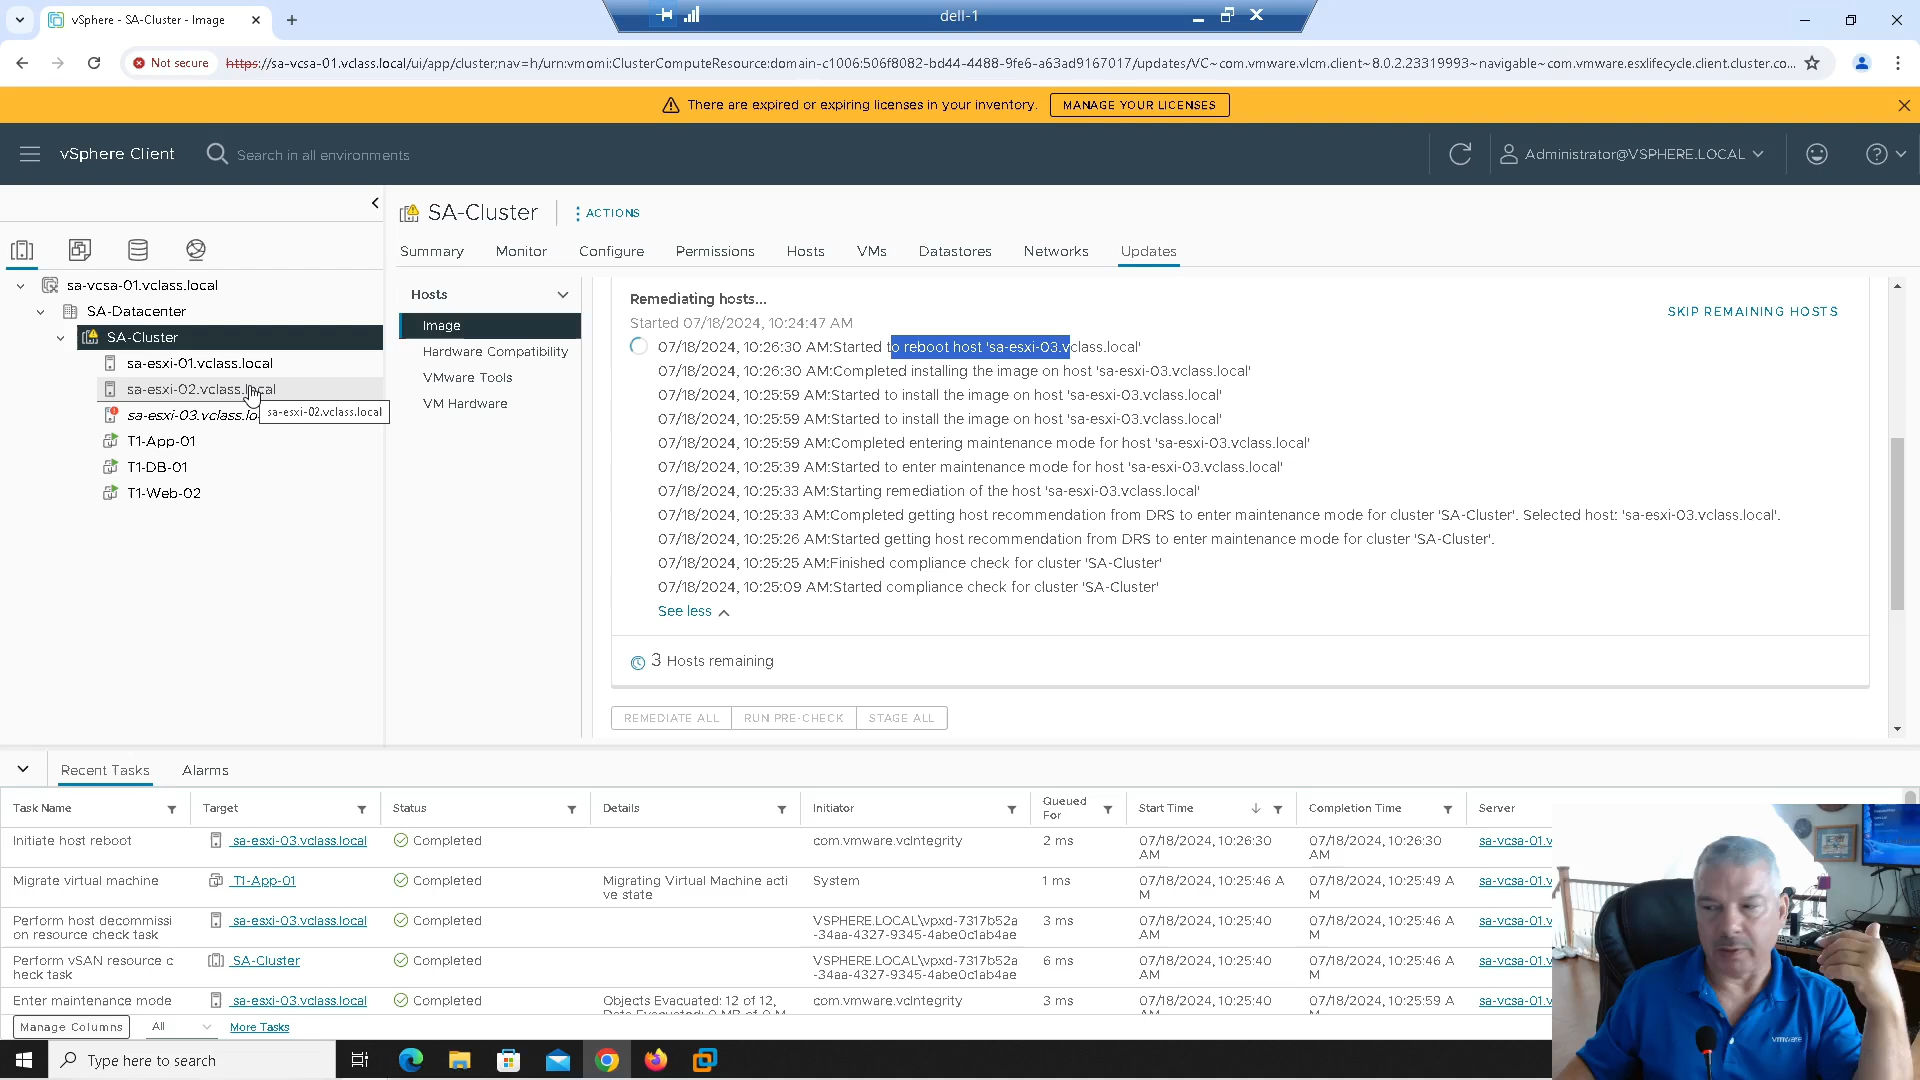 vSphere - SA-Cluster - Image
dell-1
Not secure
https://sa-vcsa-01.vclass.local/ui/app/cluster;nav=h/urn:vmomi:ClusterComputeResource:domain-c1006:506f8082-bd44-4488-9fe6-a63ad9167017/updates/VC~com.vmware.vlcm.client~8.0.2.23319993~navigable~com.vmware.esxlifecycle.client.cluster.co...
There are expired or expiring licenses in your inventory.
MANAGE YOUR LICENSES
vSphere Client
Search in all environments
Administrator@VSPHERE.LOCAL
SA-Cluster
ACTIONS
Summary
Monitor
Configure
Permissions
Hosts
VMs
Datastores
Networks
Updates
sa-vcsa-01.vclass.local
SA-Datacenter
SA-Cluster
sa-esxi-01.vclass.local
sa-esxi-02.vclass.local
sa-esxi-03.vclass.lo
sa-esxi-02.vclass.local
T1-App-01
T1-DB-01
T1-Web-02
Hosts
Image
Hardware Compatibility
VMware Tools
VM Hardware
Remediating hosts...
Started 07/18/2024, 10:24:47 AM
SKIP REMAINING HOSTS
07/18/2024, 10:26:30 AM:Started to reboot host 'sa-esxi-03.vclass.local'
07/18/2024, 10:26:30 AM:Completed installing the image on host 'sa-esxi-03.vclass.local'
07/18/2024, 10:25:59 AM:Started to install the image on host 'sa-esxi-03.vclass.local'
07/18/2024, 10:25:59 AM:Started to install the image on host 'sa-esxi-03.vclass.local'
07/18/2024, 10:25:59 AM:Completed entering maintenance mode for host 'sa-esxi-03.vclass.local'
07/18/2024, 10:25:39 AM:Started to enter maintenance mode for host 'sa-esxi-03.vclass.local'
07/18/2024, 10:25:33 AM:Starting remediation of the host 'sa-esxi-03.vclass.local'
07/18/2024, 10:25:33 AM:Completed getting host recommendation from DRS to enter maintenance mode for cluster 'SA-Cluster'. Selected host: 'sa-esxi-03.vclass.local'.
07/18/2024, 10:25:26 AM:Started getting host recommendation from DRS to enter maintenance mode for cluster 'SA-Cluster'.
07/18/2024, 10:25:25 AM:Finished compliance check for cluster 'SA-Cluster'
07/18/2024, 10:25:09 AM:Started compliance check for cluster 'SA-Cluster'
See less
3 Hosts remaining
REMEDIATE ALL
RUN PRE-CHECK
STAGE ALL
Recent Tasks
Alarms
Task Name
Target
Status
Details
Initiator
Queued For
Start Time
Completion Time
Server
Initiate host reboot
sa-esxi-03.vclass.local
Completed
com.vmware.vcIntegrity
2 ms
07/18/2024, 10:26:30 AM
07/18/2024, 10:26:30 AM
sa-vcsa-01.v
Migrate virtual machine
T1-App-01
Completed
Migrating Virtual Machine acti
ve state
System
1 ms
07/18/2024, 10:25:46 A
M
07/18/2024, 10:25:49 A
M
sa-vcsa-01.v
Perform host decommissi
on resource check task
sa-esxi-03.vclass.local
Completed
VSPHERE.LOCAL\vpxd-7317b52a
-34aa-4327-9345-4abe0c1ab4ae
3 ms
07/18/2024, 10:25:40
AM
07/18/2024, 10:25:46 A
M
sa-vcsa-01.v
Perform vSAN resource c
heck task
SA-Cluster
Completed
VSPHERE.LOCAL\vpxd-7317b52a
-34aa-4327-9345-4abe0c1ab4ae
6 ms
07/18/2024, 10:25:40
AM
07/18/2024, 10:25:46 A
M
sa-vcsa-01.v
Enter maintenance mode
sa-esxi-03.vclass.local
Completed
Objects Evacuated: 12 of 12,
com.vmware.vcIntegrity
3 ms
07/18/2024, 10:25:40
07/18/2024, 10:25:59 A
sa-vcsa-01.v
Manage Columns
All
More Tasks
Type here to search
vmware